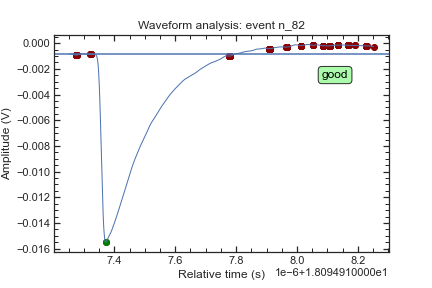 Waveform analysis: event n_82
0.000
−0.002
−0.004
−0.006
−0.008
−0.010
−0.012
−0.014
−0.016
Amplitude (V)
good
7.4
7.6
7.8
8.0
8.2
Relative time (s)
1e−6+1.8094910000e1